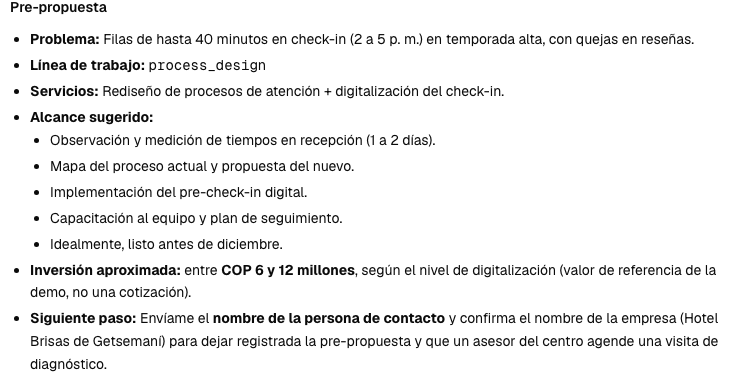 Pre-propuesta
• Problema: Filas de hasta 40 minutos en check-in (2 a 5 p. m.) en temporada alta, con quejas en reseñas.
• Línea de trabajo: process_design
• Servicios: Rediseño de procesos de atención + digitalización del check-in.
• Alcance sugerido:
• Observación y medición de tiempos en recepción (1 a 2 días).
• Mapa del proceso actual y propuesta del nuevo.
• Implementación del pre-check-in digital.
• Capacitación al equipo y plan de seguimiento.
• Idealmente, listo antes de diciembre.
• Inversión aproximada: entre COP 6 y 12 millones, según el nivel de digitalización (valor de referencia de la
demo, no una cotización).
• Siguiente paso: Envíame el nombre de la persona de contacto y confirma el nombre de la empresa (Hotel
Brisas de Getsemaní) para dejar registrada la pre-propuesta y que un asesor del centro agende una visita de
diagnóstico.